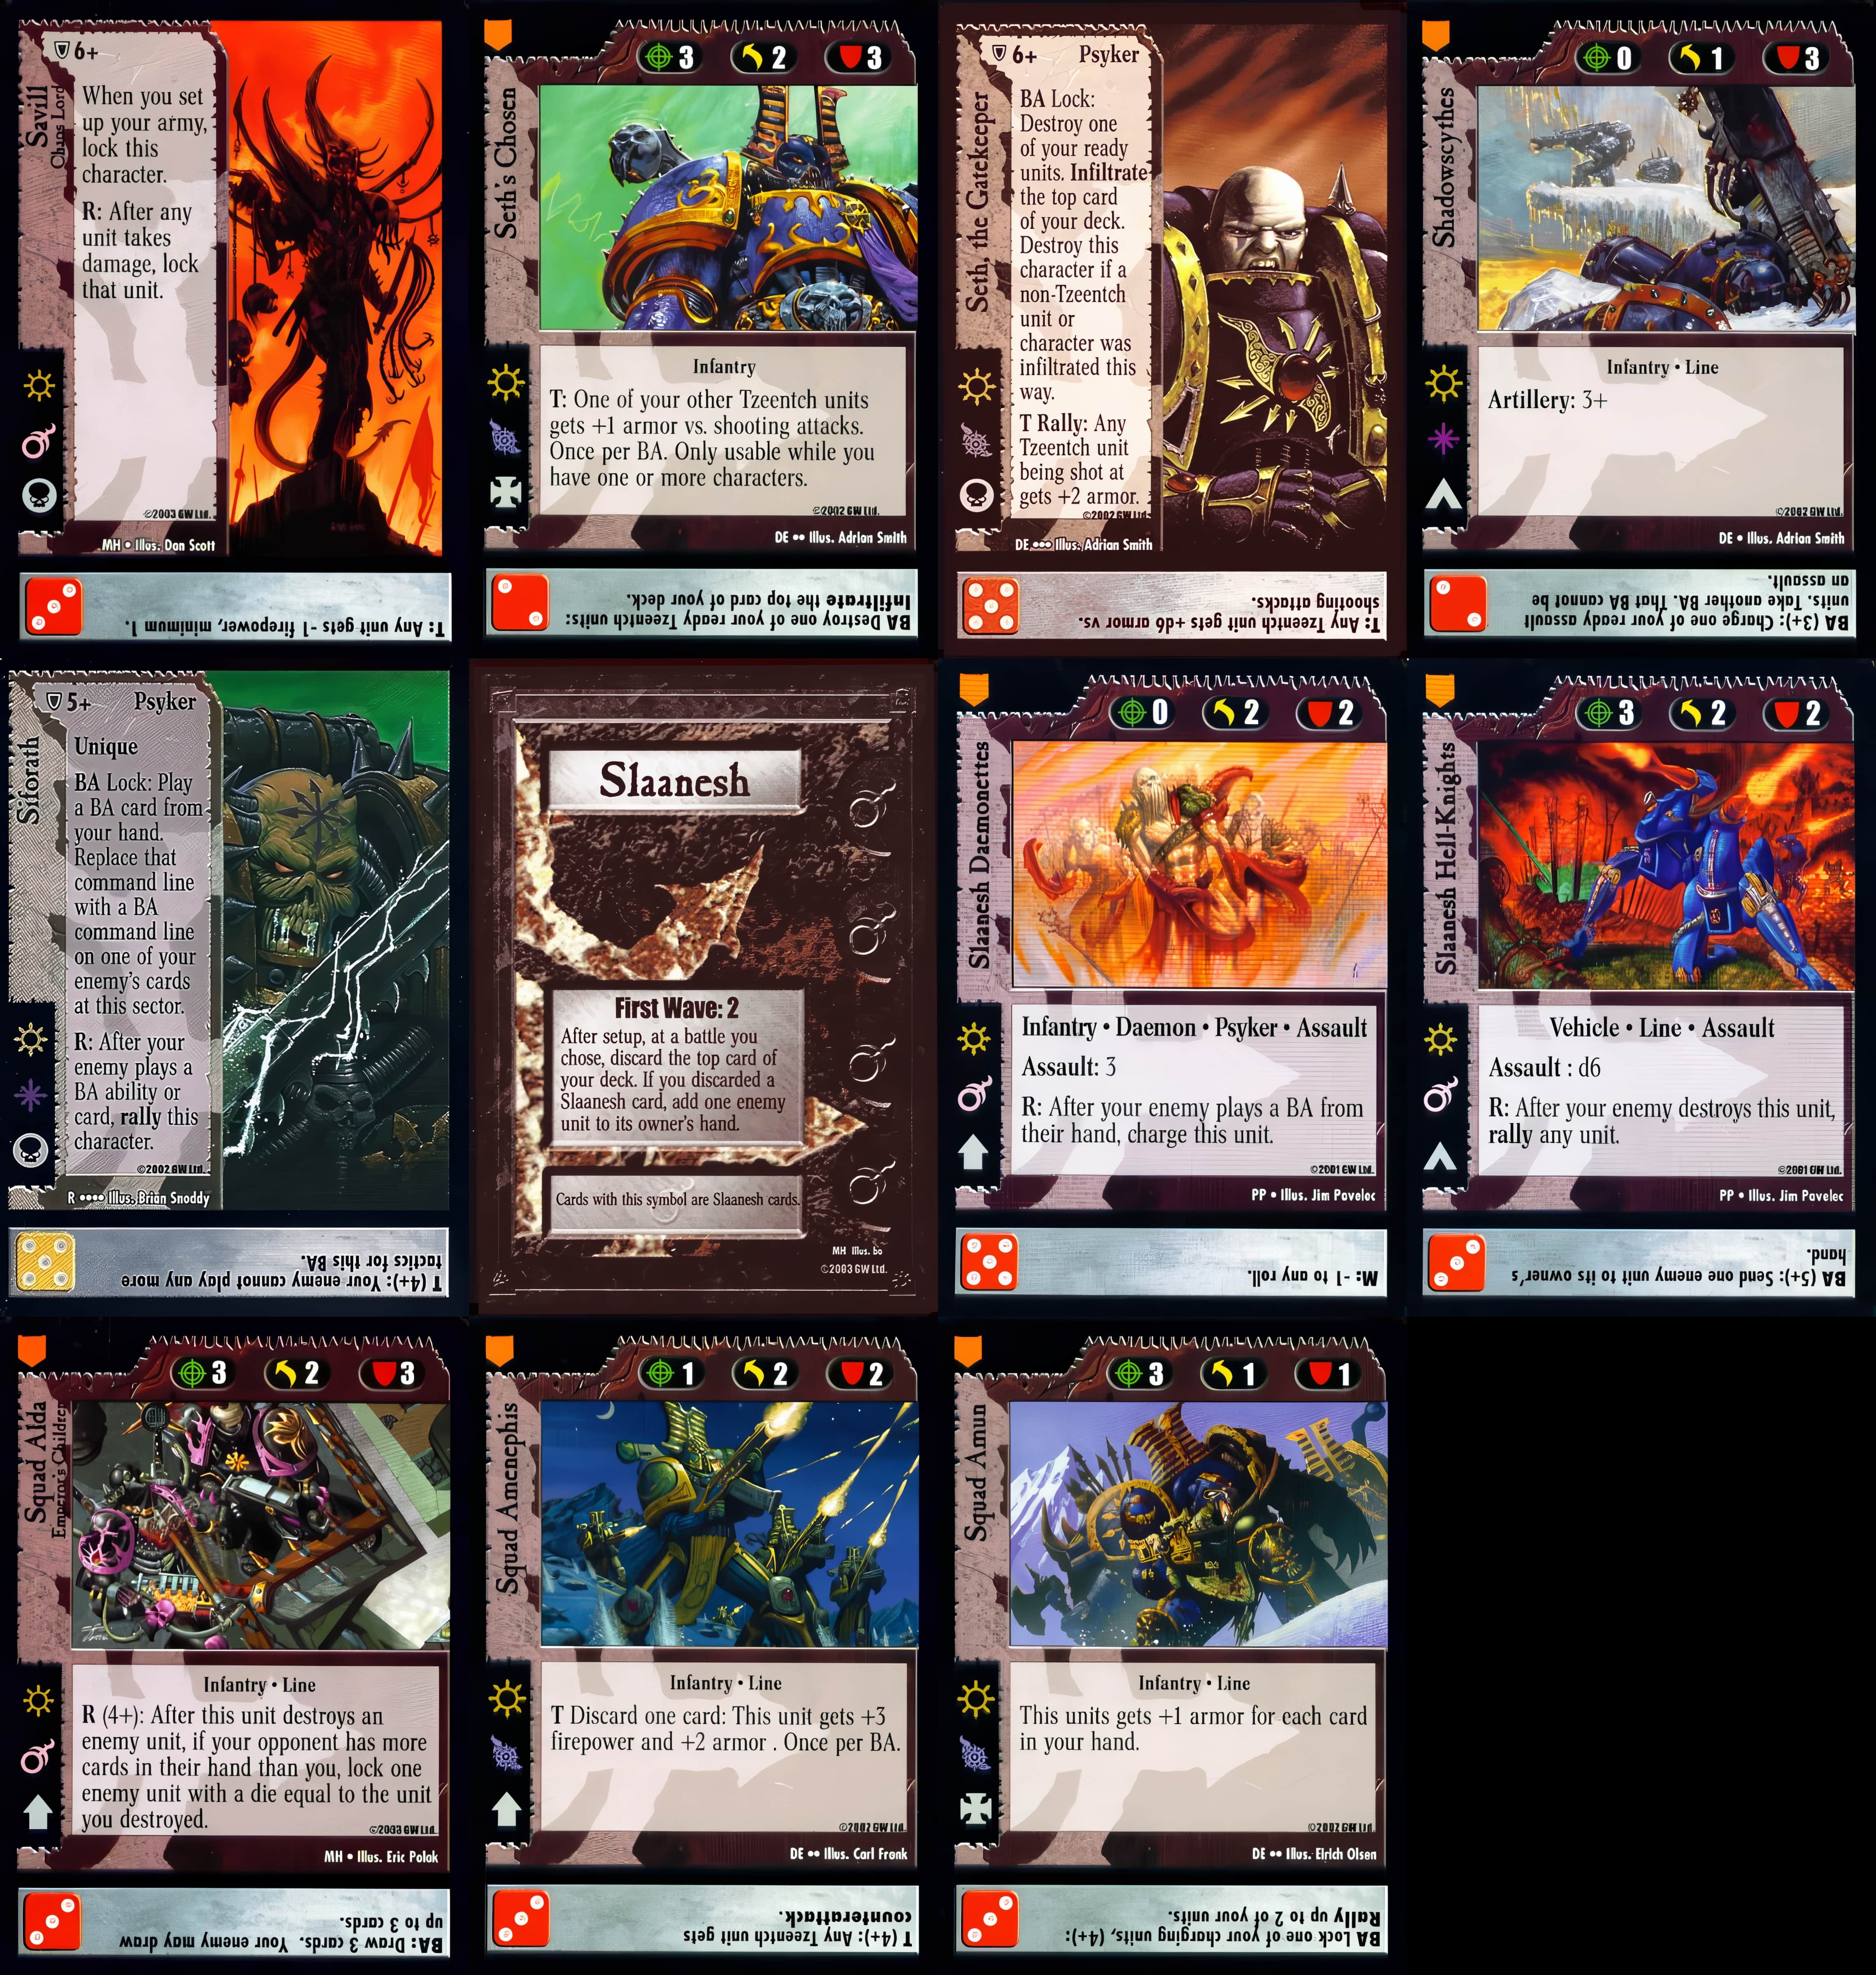 6+
Savill
Chaos Lord
When you set
up your army,
lock this
character.
R: After any
unit takes
damage, lock
that unit.
©2003 GW Ltd.
MH • Illus. Dan Scott
T: Any unit gets -1 firepower, minimum 1.
3 2 3
Seth's Chosen
Infantry
T: One of your other Tzeentch units
gets +1 armor vs. shooting attacks.
Once per BA. Only usable while you
have one or more characters.
©2002 GW Ltd.
DE •• Illus. Adrian Smith
BA Destroy one of your ready Tzeentch units:
Infiltrate the top card of your deck.
6+ Psyker
Seth, the Gatekeeper
BA Lock:
Destroy one
of your ready
units. Infiltrate
the top card
of your deck.
Destroy this
character if a
non-Tzeentch
unit or
character was
infiltrated this
way.
T Rally: Any
Tzeentch unit
being shot at
gets +2 armor.
©2002 GW Ltd.
DE ••• Illus. Adrian Smith
T: Any Tzeentch unit gets +d6 armor vs.
shooting attacks.
0 1 3
Shadowscythes
Infantry • Line
Artillery: 3+
©2002 GW Ltd.
DE • Illus. Adrian Smith
BA (3+): Charge one of your ready assault
units. Take another BA. That BA cannot be
an assault.
5+ Psyker
Siforath
Unique
BA Lock: Play
a BA card from
your hand.
Replace that
command line
with a BA
command line
on one of your
enemy's cards
at this sector.
R: After your
enemy plays a
BA ability or
card, rally this
character.
©2002 GW Ltd.
R •••• Illus. Brian Snoddy
T (4+): Your enemy cannot play any more
tactics for this BA.
Slaanesh
First Wave: 2
After setup, at a battle you
chose, discard the top card of
your deck. If you discarded a
Slaanesh card, add one enemy
unit to its owner's hand.
Cards with this symbol are Slaanesh cards.
MH Illus. bo
©2003 GW Ltd.
0 2 2
Slaanesh Daemonettes
Infantry • Daemon • Psyker • Assault
Assault: 3
R: After your enemy plays a BA from
their hand, charge this unit.
©2001 GW Ltd.
PP • Illus. Jim Pavelec
M: -1 to any roll.
3 2 2
Slaanesh Hell-Knights
Vehicle • Line • Assault
Assault : d6
R: After your enemy destroys this unit,
rally any unit.
©2001 GW Ltd.
PP • Illus. Jim Pavelec
BA (5+): Send one enemy unit to its owner's
hand.
3 2 3
Squad Alda
Emperor's Children
Infantry • Line
R (4+): After this unit destroys an
enemy unit, if your opponent has more
cards in their hand than you, lock one
enemy unit with a die equal to the unit
you destroyed.
©2003 GW Ltd.
MH • Illus. Eric Polak
BA: Draw 3 cards. Your enemy may draw
up to 3 cards.
1 2 2
Squad Amenephis
Infantry • Line
T Discard one card: This unit gets +3
firepower and +2 armor . Once per BA.
©2002 GW Ltd.
DE •• Illus. Carl Frank
T (4+): Any Tzeentch unit gets
counterattack.
3 1 1
Squad Amun
Infantry • Line
This units gets +1 armor for each card
in your hand.
©2002 GW Ltd.
DE •• Illus. Elrich Olsen
BA Lock one of your charging units, (4+):
Rally up to 2 of your units.